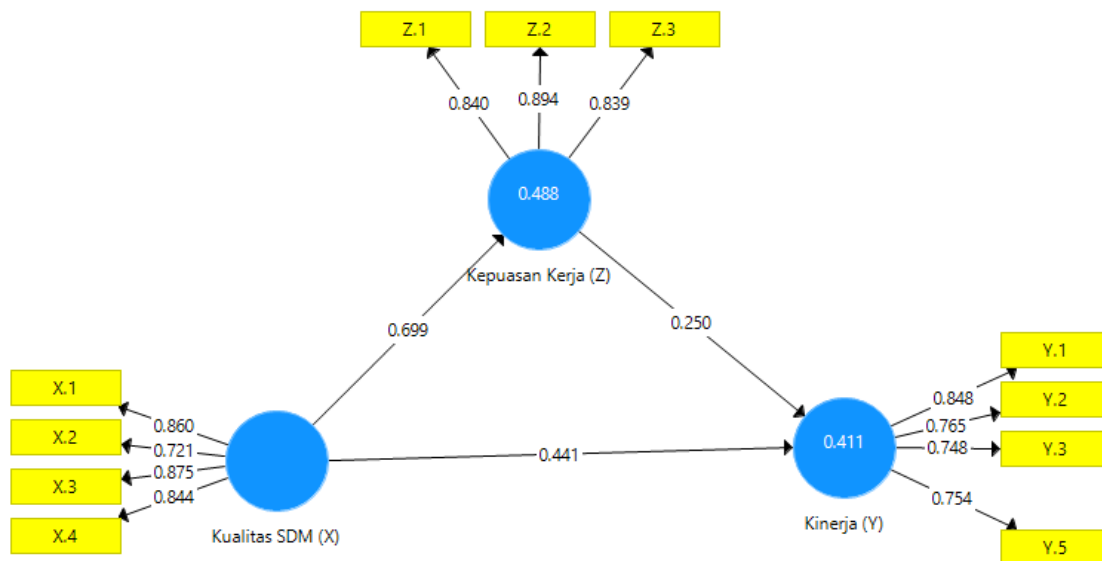 Z.1 Z.2 Z.3
0.840 0.894 0.839
0.488
Kepuasan Kerja (Z)
0.699
0.250
X.1
X.2
X.3
X.4
0.860
0.721
0.875
0.844
Kualitas SDM (X)
0.441
0.411
Kinerja (Y)
0.848
0.765
0.748
0.754
Y.1
Y.2
Y.3
Y.5